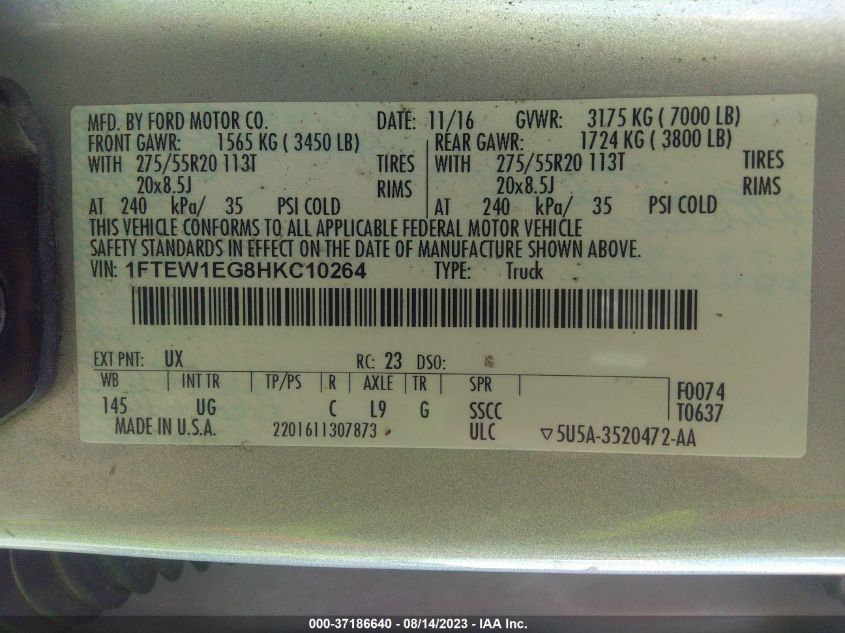 MFD. BY FORD MOTOR CO. DATE: 11/16 GVWR: 3175 KG ( 7000 LB)
FRONT GAWR: 1565 KG ( 3450 LB) REAR GAWR: 1724 KG ( 3800 LB)
WITH 275/55R20 113T TIRES WITH 275/55R20 113T TIRES
20x8.5J RIMS 20x8.5J RIMS
AT 240 kPa/ 35 PSI COLD AT 240 kPa/ 35 PSI COLD
THIS VEHICLE CONFORMS TO ALL APPLICABLE FEDERAL MOTOR VEHICLE
SAFETY STANDARDS IN EFFECT ON THE DATE OF MANUFACTURE SHOWN ABOVE.
VIN: 1FTEW1EG8HKC10264 TYPE: Truck
EXT PNT: UX RC: 23 DSO:
WB INT TR TP/PS R AXLE TR SPR F0074
145 UG C L9 G SSCC T0637
MADE IN U.S.A. 2201611307873 ULC ▽5U5A-3520472-AA
000-37186640 - 08/14/2023 - IAA Inc.